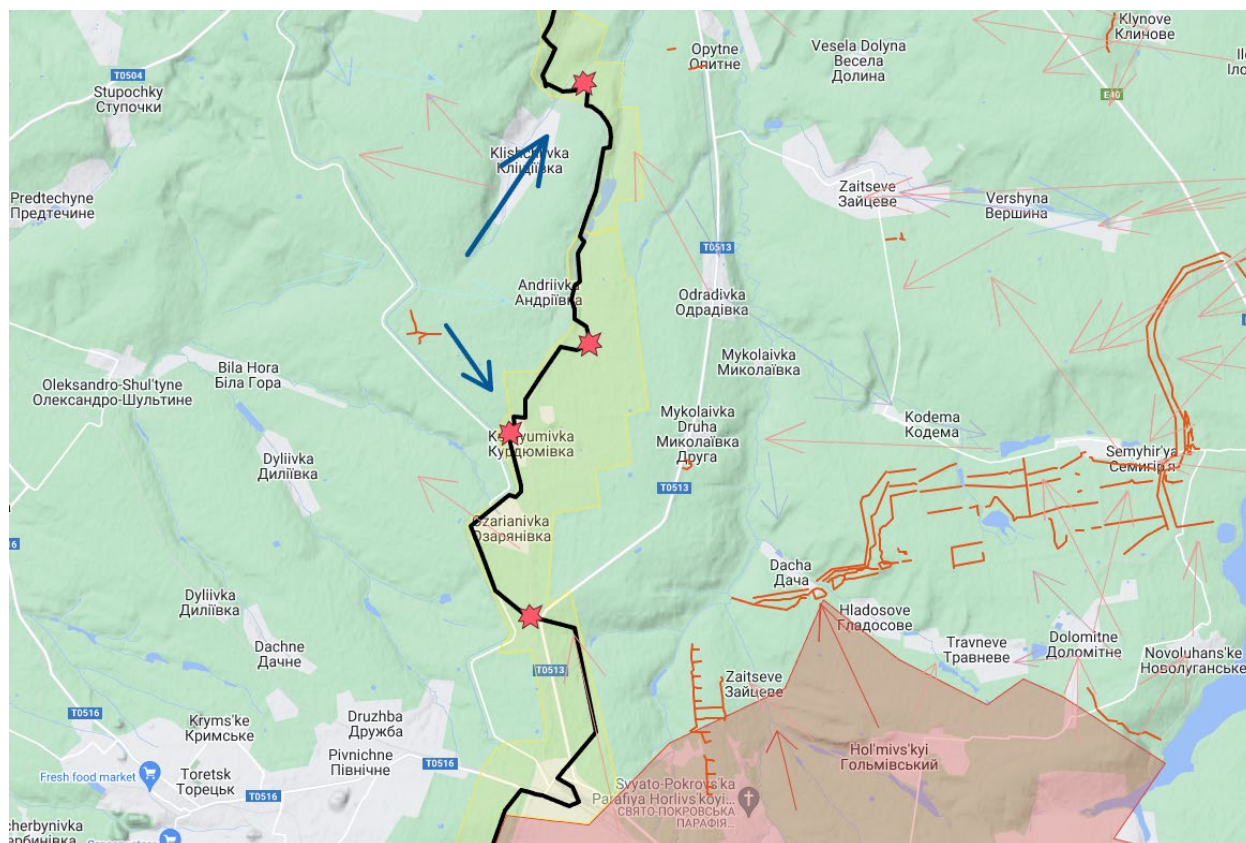 Klynove
Клинове
Opytne
Опитне
Vesela Dolyna
Весела
Долина
T0504
Stupochky
Ступочки
E40
Klishchiivka
Кліщіївка
Zaitseve
Зайцеве
Predtechyne
Предтечине
Vershyna
Вершина
T0513
Andriivka
Андріївка
Odradivka
Одрадівка
Mykolaivka
Миколаївка
Bila Hora
Біла Гора
Oleksandro-Shul'tyne
Олександро-Шультине
Mykolaivka
Druha
Миколаївка
Друга
Kodema
Кодема
Курдюмівка
Semyhir'ya
Семигір'я
Dyliivka
Диліївка
T0513
Ozarianivka
Озарянівка
16
Dacha
Дача
Dyliivka
Диліївка
Hladosove
Гладосове
Dachne
Дачне
Travneve
Травневе
Dolomitne
Доломітне
Novoluhans'ke
Новолуганське
T0513
Zaitseve
Зайцеве
T0516
Kryms'ke
Кримське
Druzhba
Дружба
Pivnichne
Північне
T0516
Hol'mivs'kyi
Гольмівський
Fresh food market
Toretsk
Торецьк
T0516
Svyato-Pokrovs'ka
Parafiya Horlivs'koyi...
СВЯТО-ПОКРОВСЬКА
ПАРАФІЯ...
cherbynivka